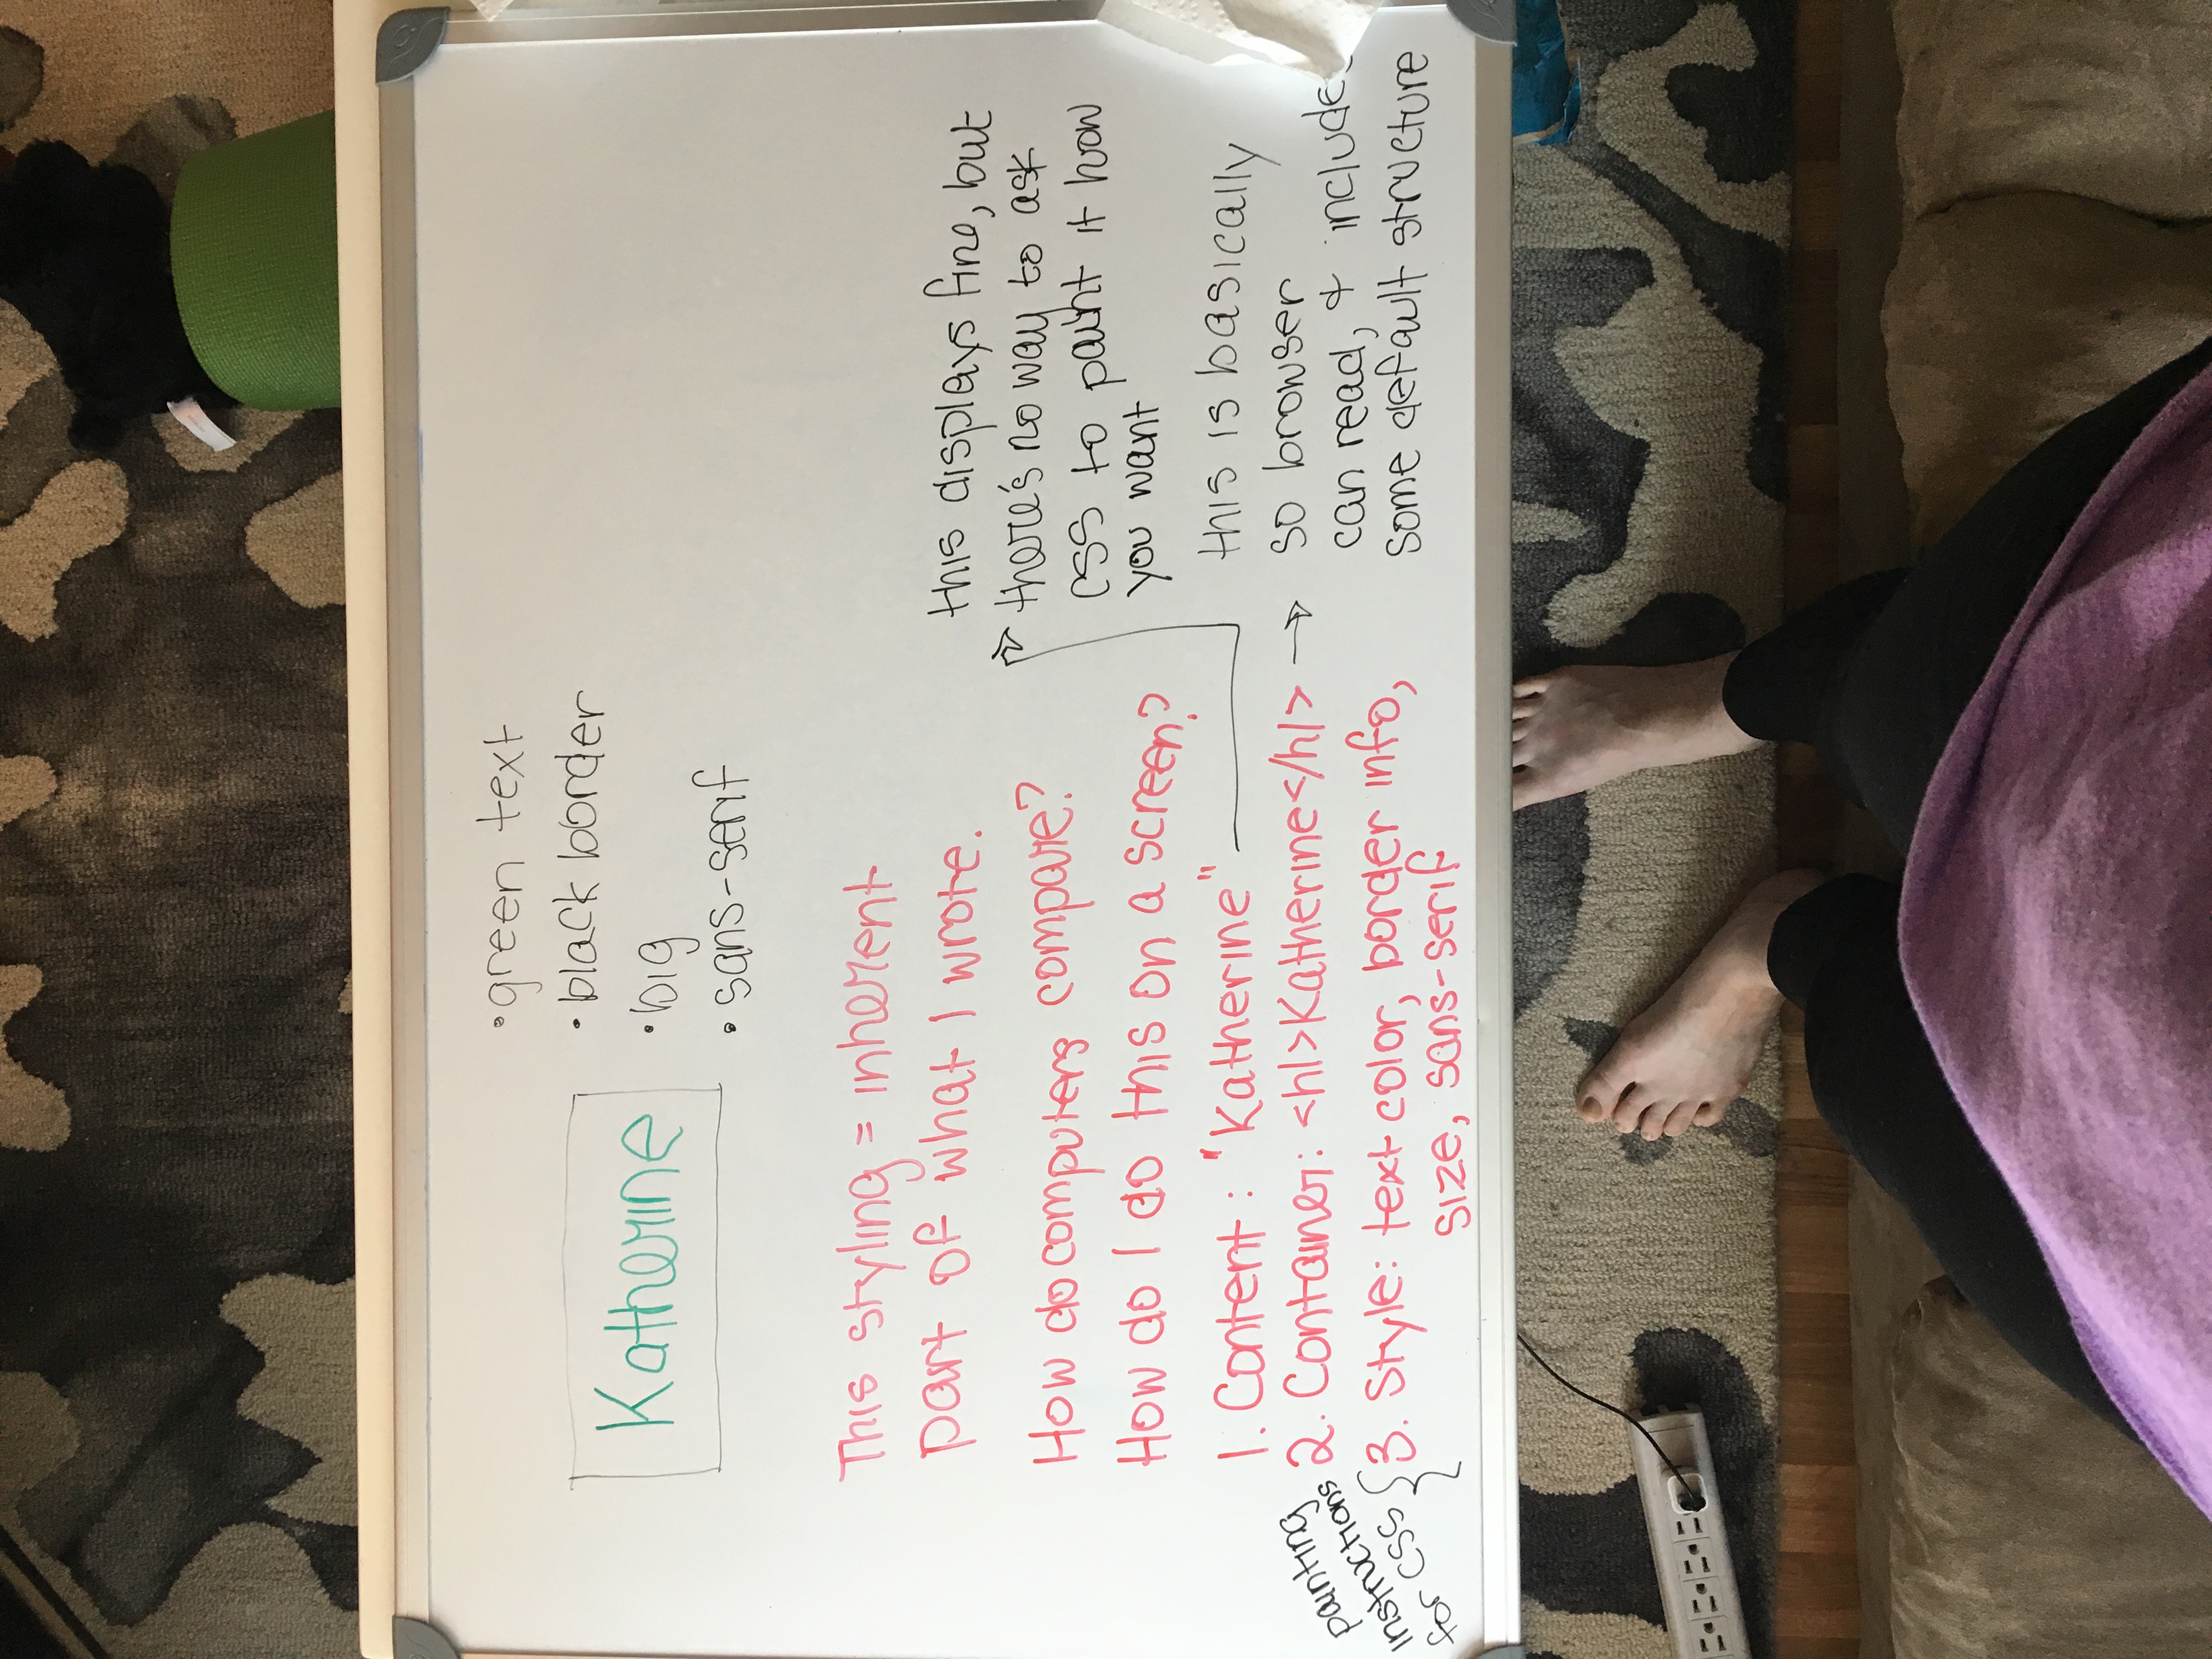 •green text
•black border
•big
•sans-serif
Katherine
This styling = inherent
part of what I wrote.
How do computers compare?
How do I do this on a screen?
1. Content: "Katherine"
2. Container: <h1>Katherine</h1>
3. Style: text color, border info,
size, sans-serif
painting
instructions
for CSS
this displays fine, but
there's no way to ask
CSS to paint it how
you want
this is basically
so browser
can read, & includes
some default structure